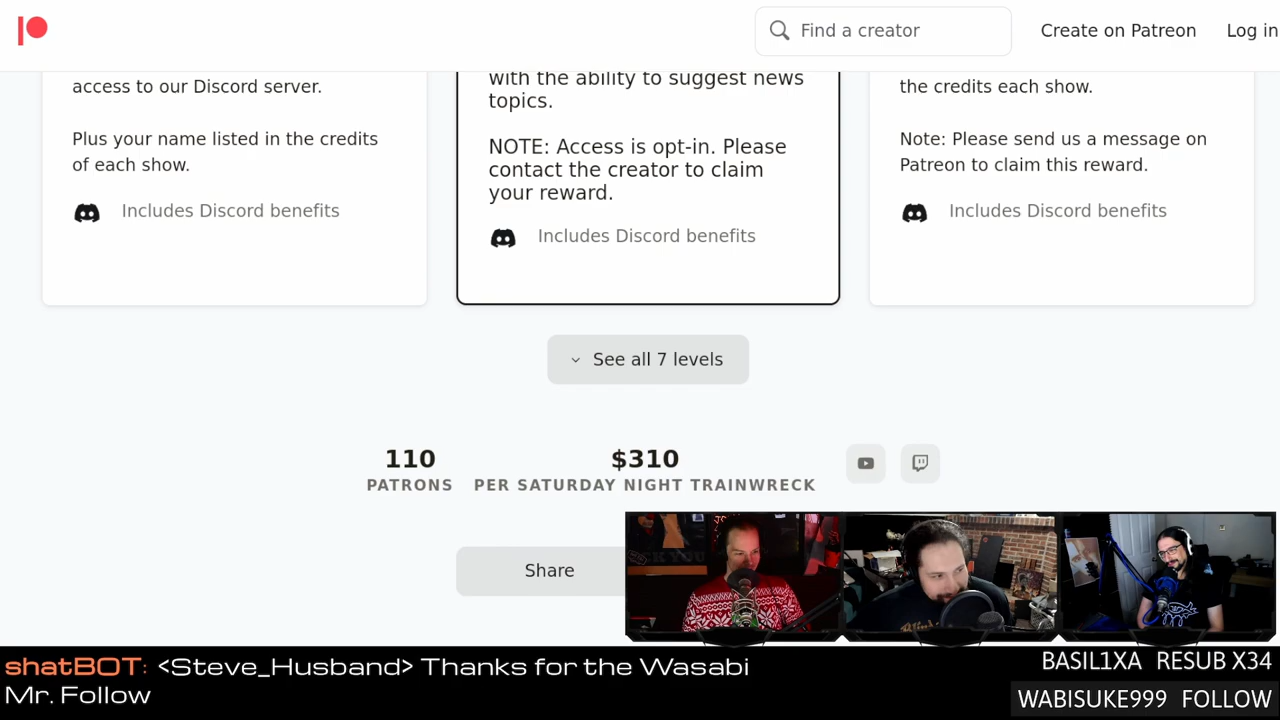 Find a creator
Create on Patreon
Log in
access to our Discord server.
Plus your name listed in the credits
of each show.
Includes Discord benefits
with the ability to suggest news
topics.
NOTE: Access is opt-in. Please
contact the creator to claim
your reward.
Includes Discord benefits
the credits each show.
Note: Please send us a message on
Patreon to claim this reward.
Includes Discord benefits
See all 7 levels
110
PATRONS
$310
PER SATURDAY NIGHT TRAINWRECK
Share
shatBOT: <Steve_Husband> Thanks for the Wasabi
Mr. Follow
BASIL1XA RESUB X34
WABISUKE999 FOLLOW